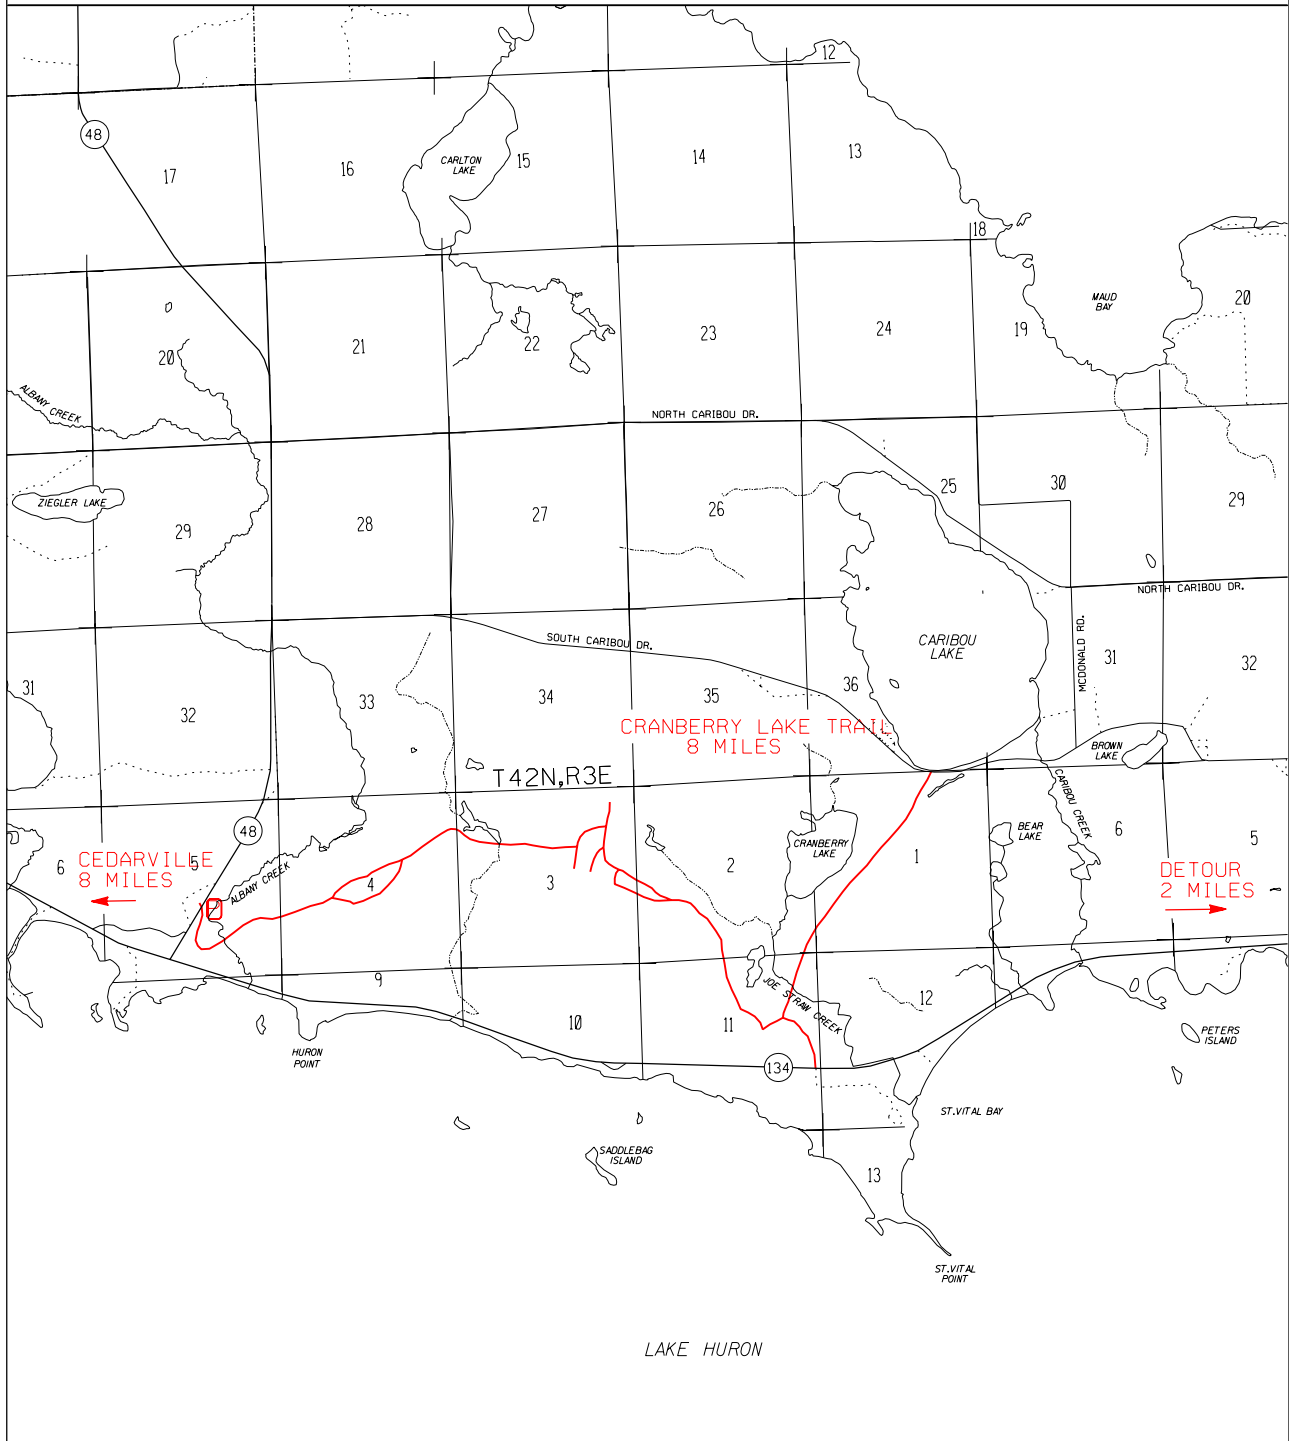 12
48
17
16
CARLTON
LAKE
15
14
13
18
MAUD
BAY
20
19
20
21
22
23
24
ALBANY CREEK
NORTH CARIBOU DR.
ZIEGLER LAKE
29
28
27
26
25
30
29
NORTH CARIBOU DR.
SOUTH CARIBOU DR.
CARIBOU
LAKE
MCDONALD RD.
31
32
31
32
33
34
35
36
CRANBERRY LAKE TRAIL
8 MILES
BROWN
LAKE
T42N,R3E
CARIBOU CREEK
48
BEAR
LAKE
6
5
CRANBERRY
LAKE
6
CEDARVILLE
8 MILES
5
ALBANY CREEK
4
3
2
1
DETOUR
2 MILES
P
9
10
11
JOE STRAW CREEK
12
PETERS
ISLAND
HURON
POINT
134
ST.VITAL BAY
SADDLEBAG
ISLAND
13
ST.VITAL
POINT
LAKE HURON